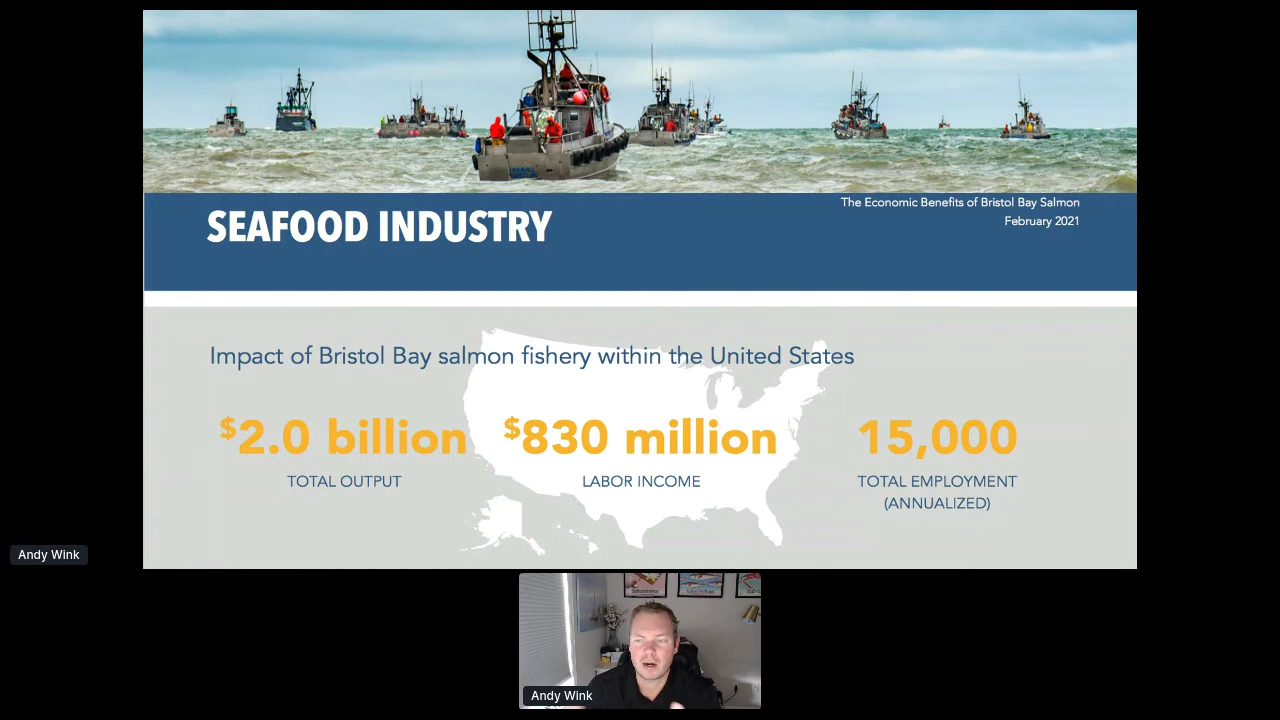 SEAFOOD INDUSTRY
The Economic Benefits of Bristol Bay Salmon
February 2021
Impact of Bristol Bay salmon fishery within the United States
$2.0 billion
TOTAL OUTPUT
$830 million
LABOR INCOME
15,000
TOTAL EMPLOYMENT
(ANNUALIZED)
Andy Wink
Andy Wink